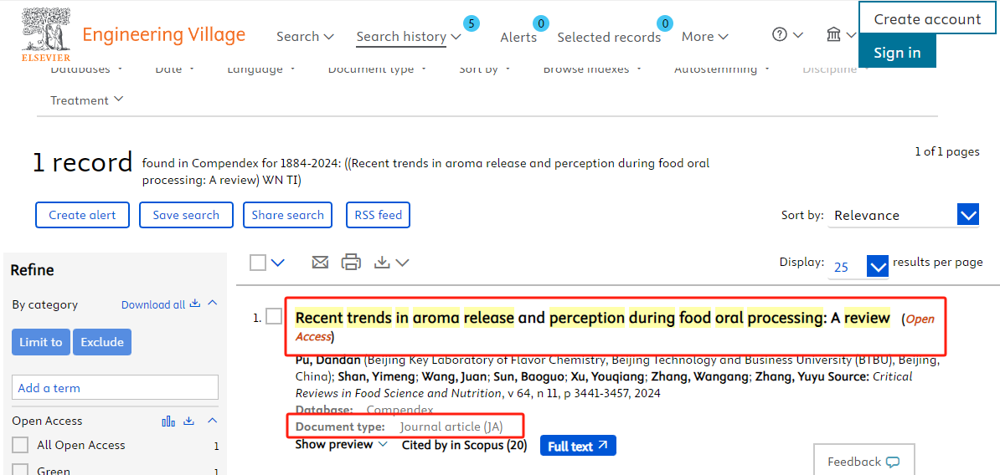 ELSEVIER
Engineering Village
Search
Search history
5
Alerts
0
Selected records
0
More
Create account
Sign in
Databases
Date
Language
Document type
Sort by
Browse indexes
Autostemming
Discipline
Treatment
1 record
found in Compendex for 1884-2024: ((Recent trends in aroma release and perception during food oral
processing: A review) WN TI)
1 of 1 pages
Create alert
Save search
Share search
RSS feed
Sort by:
Relevance
Refine
By category
Download all
Limit to
Exclude
Add a term
Open Access
All Open Access
1
Green
1
Display:
25
results per page
1.
Recent trends in aroma release and perception during food oral processing: A review (Open
Access)
Pu, Dandan (Beijing Key Laboratory of Flavor Chemistry, Beijing Technology and Business University (BTBU), Beijing,
China); Shan, Yimeng; Wang, Juan; Sun, Baoguo; Xu, Youqiang; Zhang, Wangang; Zhang, Yuyu Source: Critical
Reviews in Food Science and Nutrition, v 64, n 11, p 3441-3457, 2024
Database: Compendex
Document type: Journal article (JA)
Show preview
Cited by in Scopus (20)
Full text
Feedback